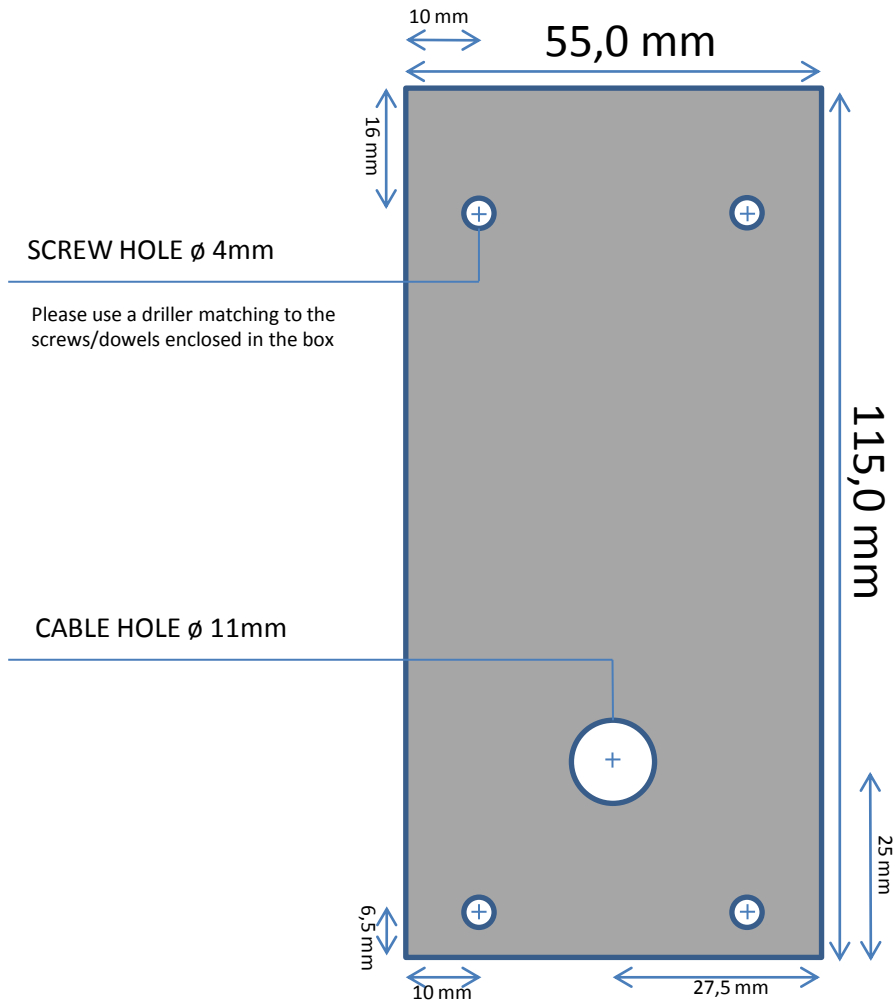 10 mm
55,0 mm
16 mm
SCREW HOLE ø 4mm
Please use a driller matching to the
screws/dowels enclosed in the box
115,0 mm
CABLE HOLE ø 11mm
25 mm
6,5 mm
10 mm
27,5 mm